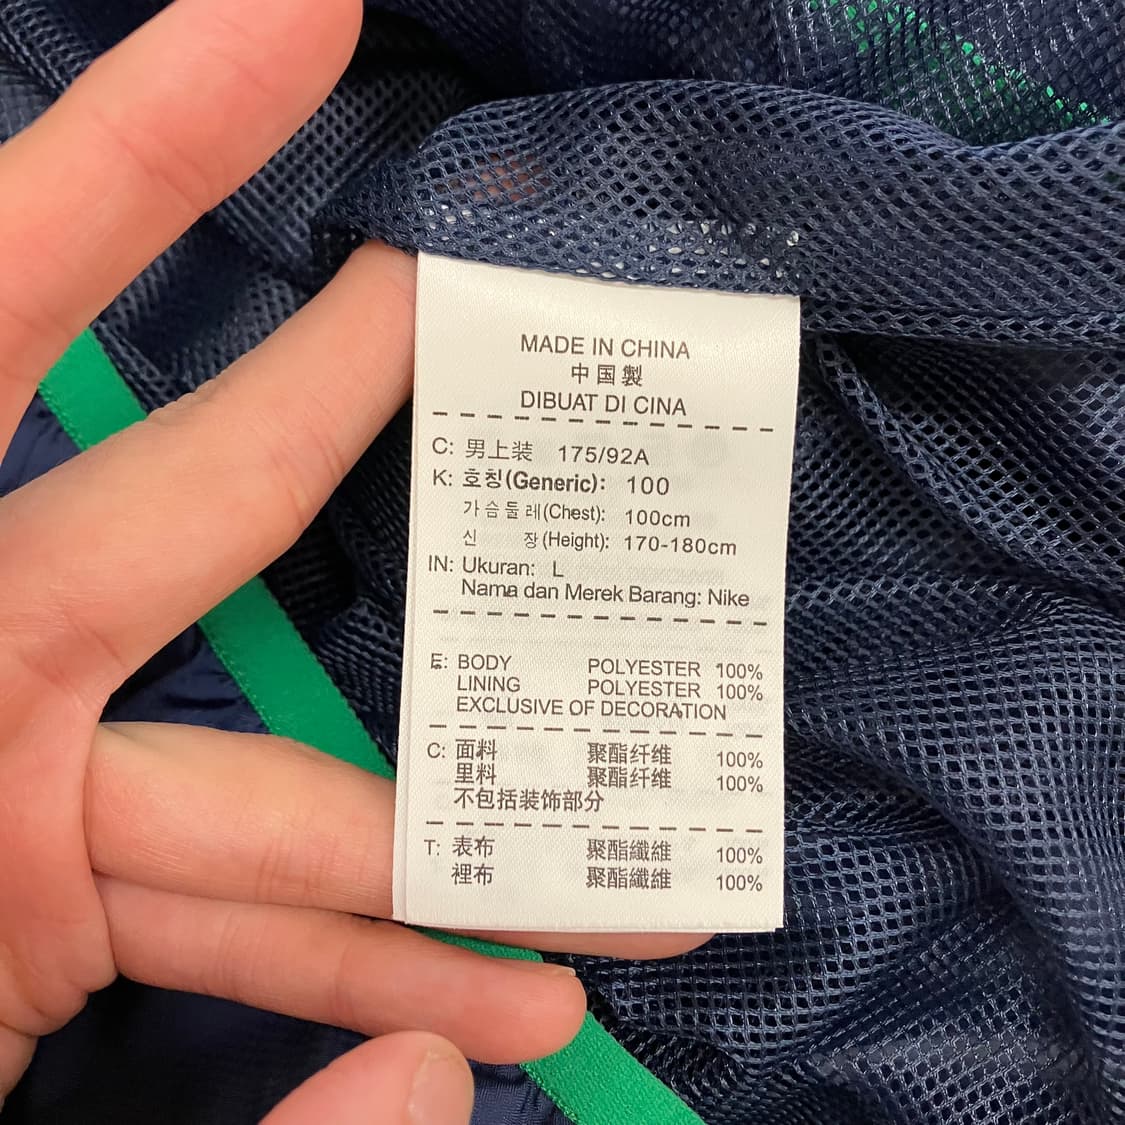 MADE IN CHINA
中国製
DIBUAT DI CINA
C: 男上装 175/92A
K: 호칭(Generic): 100
가슴둘레(Chest): 100cm
신 장(Height): 170-180cm
IN: Ukuran: L
Nama dan Merek Barang: Nike
E: BODY POLYESTER 100%
LINING POLYESTER 100%
EXCLUSIVE OF DECORATION
C: 面料 聚酯纤维 100%
里料 聚酯纤维 100%
不包括装饰部分
T: 表布 聚酯纖維 100%
裡布 聚酯纖維 100%